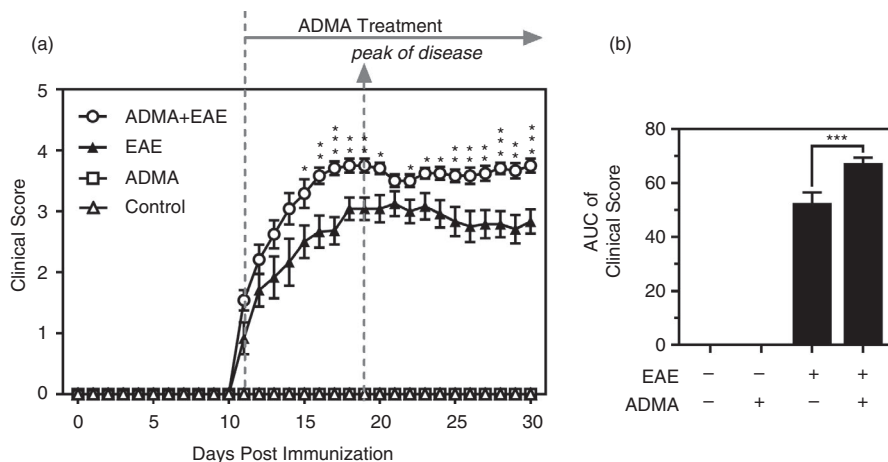 (a)
ADMA Treatment
peak of disease
5
4
3
2
1
0
Clinical Score
ADMA+EAE
EAE
ADMA
Control
* ** *** ** ** * * * * ** ** ** *** ** ***
0 5 10 15 20 25 30
Days Post Immunization
(b)
80
60
40
20
0
AUC of
Clinical Score
***
EAE − − + +
ADMA − + − +